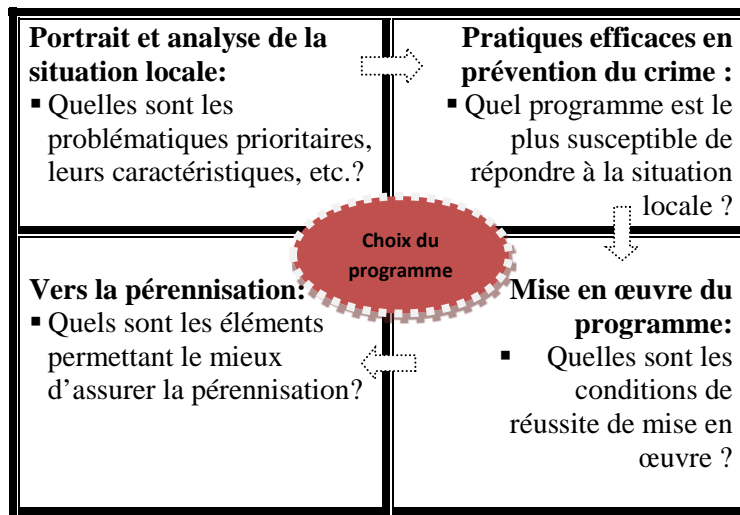 Portrait et analyse de la
situation locale:
▪ Quelles sont les
problématiques prioritaires,
leurs caractéristiques, etc.?
Pratiques efficaces en
prévention du crime :
▪ Quel programme est le
plus susceptible de
répondre à la situation
locale ?
Choix du
programme
Vers la pérennisation:
▪ Quels sont les éléments
permettant le mieux
d’assurer la pérennisation?
Mise en œuvre du
programme:
▪ Quelles sont les
conditions de
réussite de mise en
œuvre ?